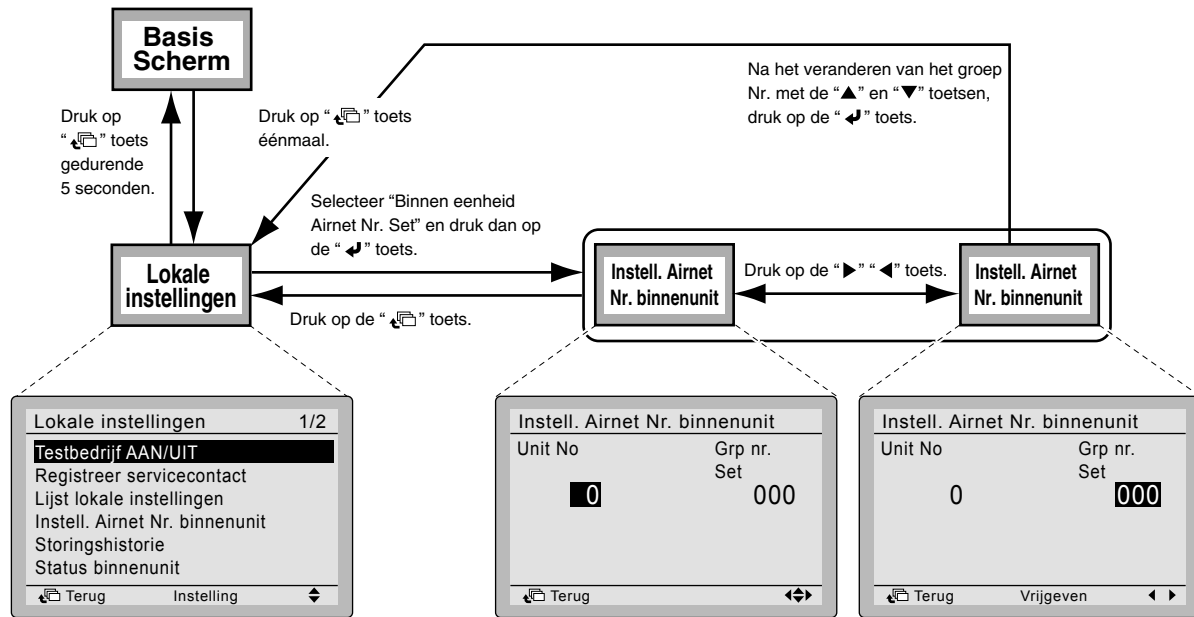 Basis
Scherm
Druk op
“ ” toets
gedurende
5 seconden.
Druk op “ ” toets
éénmaal.
Na het veranderen van het groep
Nr. met de “▲” en “▼” toetsen,
druk op de “ ↵ ” toets.
Selecteer “Binnen eenheid
Airnet Nr. Set” en druk dan op
de “ ↵ ” toets.
Lokale
instellingen
Instell. Airnet
Nr. binnenunit
Druk op de “▶” “◀” toets.
Instell. Airnet
Nr. binnenunit
Druk op de “ ” toets.
Lokale instellingen 1/2
Testbedrijf AAN/UIT
Registreer servicecontact
Lijst lokale instellingen
Instell. Airnet Nr. binnenunit
Storingshistorie
Status binnenunit
Terug Instelling
Instell. Airnet Nr. binnenunit
Unit No Grp nr.
Set
0 000
Terug
Instell. Airnet Nr. binnenunit
Unit No Grp nr.
Set
0 000
Terug Vrijgeven